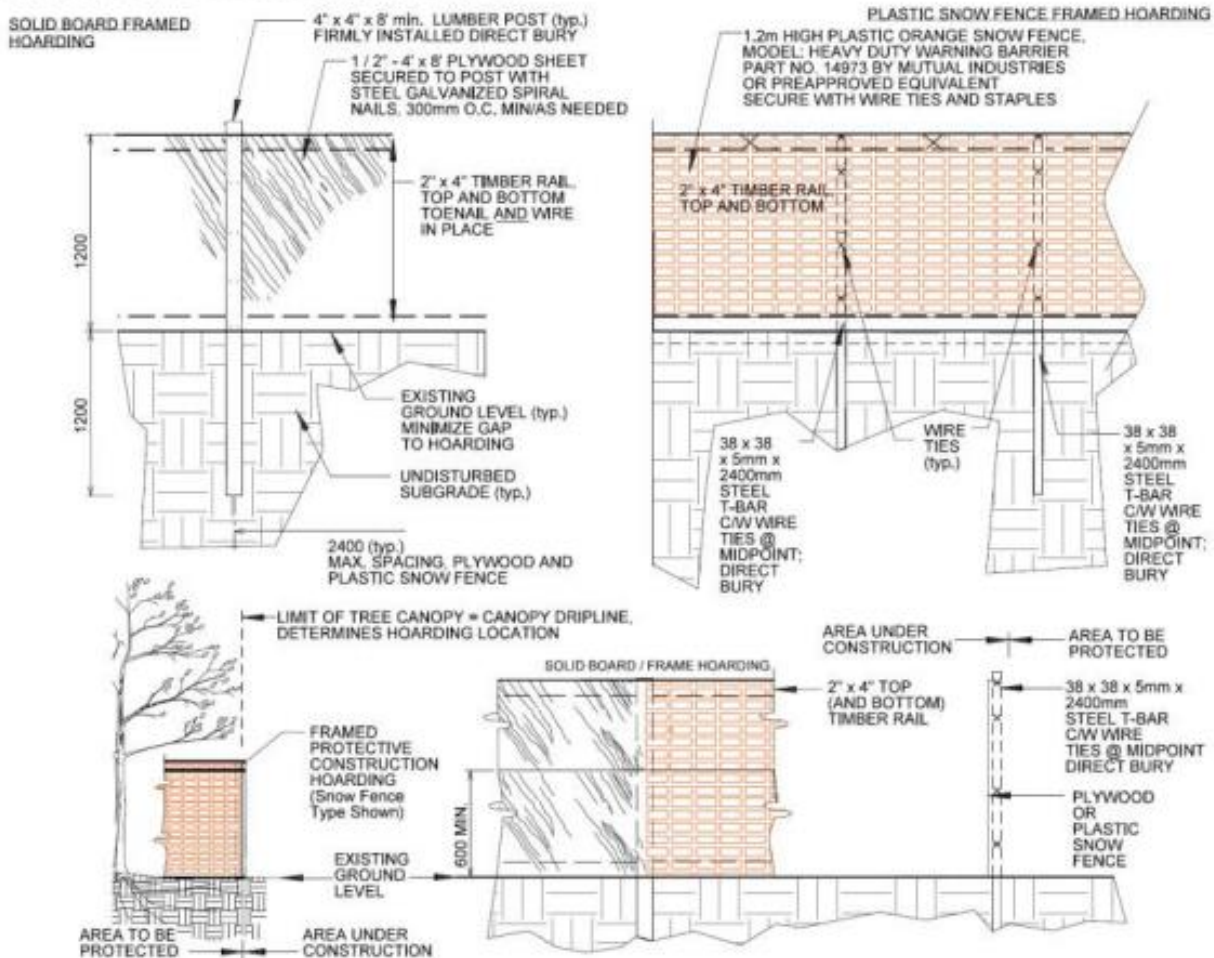 SOLID BOARD FRAMED
HOARDING
4" x 4" x 8' min. LUMBER POST (typ.)
FIRMLY INSTALLED DIRECT BURY
1 / 2" - 4' x 8' PLYWOOD SHEET
SECURED TO POST WITH
STEEL GALVANIZED SPIRAL
NAILS, 300mm O.C. MIN/AS NEEDED
2" x 4" TIMBER RAIL,
TOP AND BOTTOM
TOENAIL AND WIRE
IN PLACE
1200
1200
EXISTING
GROUND LEVEL (typ.)
MINIMIZE GAP
TO HOARDING
UNDISTURBED
SUBGRADE (typ.)
2400 (typ.)
MAX. SPACING, PLYWOOD AND
PLASTIC SNOW FENCE
PLASTIC SNOW FENCE FRAMED HOARDING
1.2m HIGH PLASTIC ORANGE SNOW FENCE,
MODEL: HEAVY DUTY WARNING BARRIER
PART NO. 14973 BY MUTUAL INDUSTRIES
OR PREAPPROVED EQUIVALENT
SECURE WITH WIRE TIES AND STAPLES
2" x 4" TIMBER RAIL,
TOP AND BOTTOM
38 x 38
x 5mm x
2400mm
STEEL
T-BAR
C/W WIRE
TIES @
MIDPOINT;
DIRECT
BURY
WIRE
TIES
(typ.)
38 x 38
x 5mm x
2400mm
STEEL
T-BAR
C/W WIRE
TIES @
MIDPOINT;
DIRECT
BURY
LIMIT OF TREE CANOPY = CANOPY DRIPLINE,
DETERMINES HOARDING LOCATION
FRAMED
PROTECTIVE
CONSTRUCTION
HOARDING
(Snow Fence
Type Shown)
EXISTING
GROUND
LEVEL
AREA TO BE
PROTECTED
AREA UNDER
CONSTRUCTION
SOLID BOARD / FRAME HOARDING
600 MIN.
2" x 4" TOP
(AND BOTTOM)
TIMBER RAIL
AREA UNDER
CONSTRUCTION
AREA TO BE
PROTECTED
38 x 38 x 5mm x
2400mm
STEEL T-BAR
C/W WIRE
TIES @ MIDPOINT
DIRECT BURY
PLYWOOD
OR
PLASTIC
SNOW
FENCE